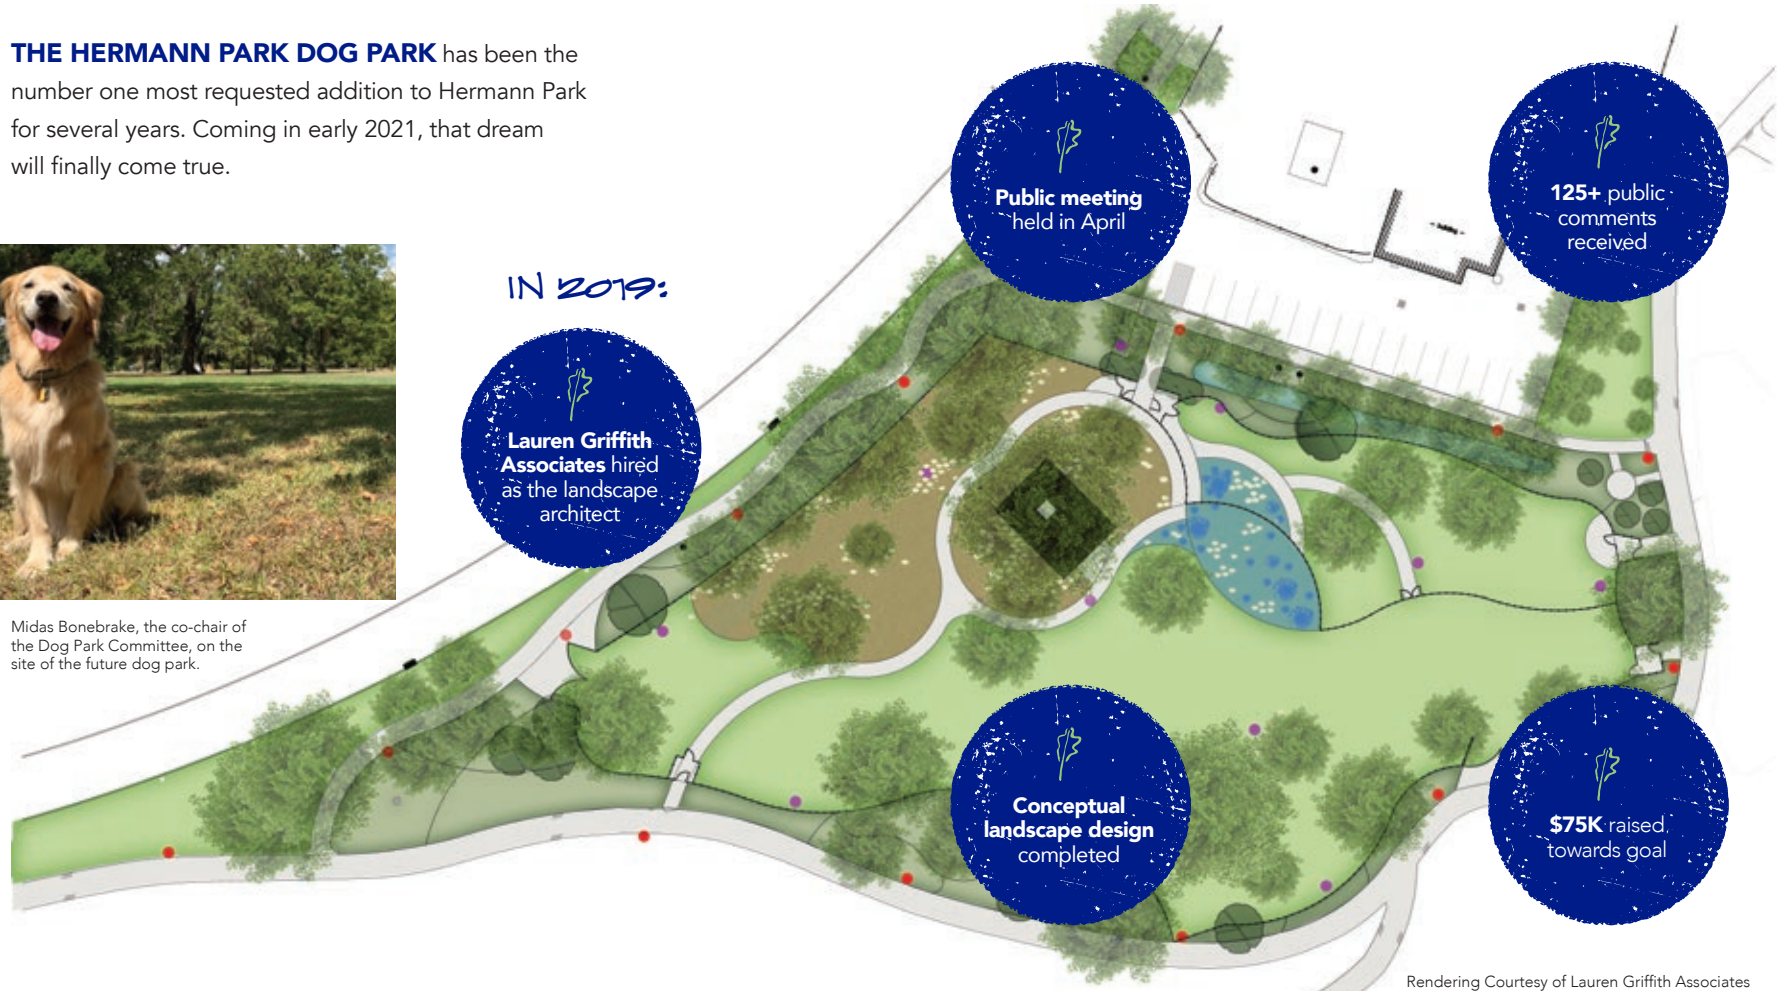 THE HERMANN PARK DOG PARK has been the
number one most requested addition to Hermann Park
for several years. Coming in early 2021, that dream
will finally come true.
IN 2019:
Lauren Griffith
Associates hired
as the landscape
architect
Public meeting
held in April
125+ public
comments
received
Conceptual
landscape design
completed
$75K raised
towards goal
Midas Bonebrake, the co-chair of
the Dog Park Committee, on the
site of the future dog park.
Rendering Courtesy of Lauren Griffith Associates